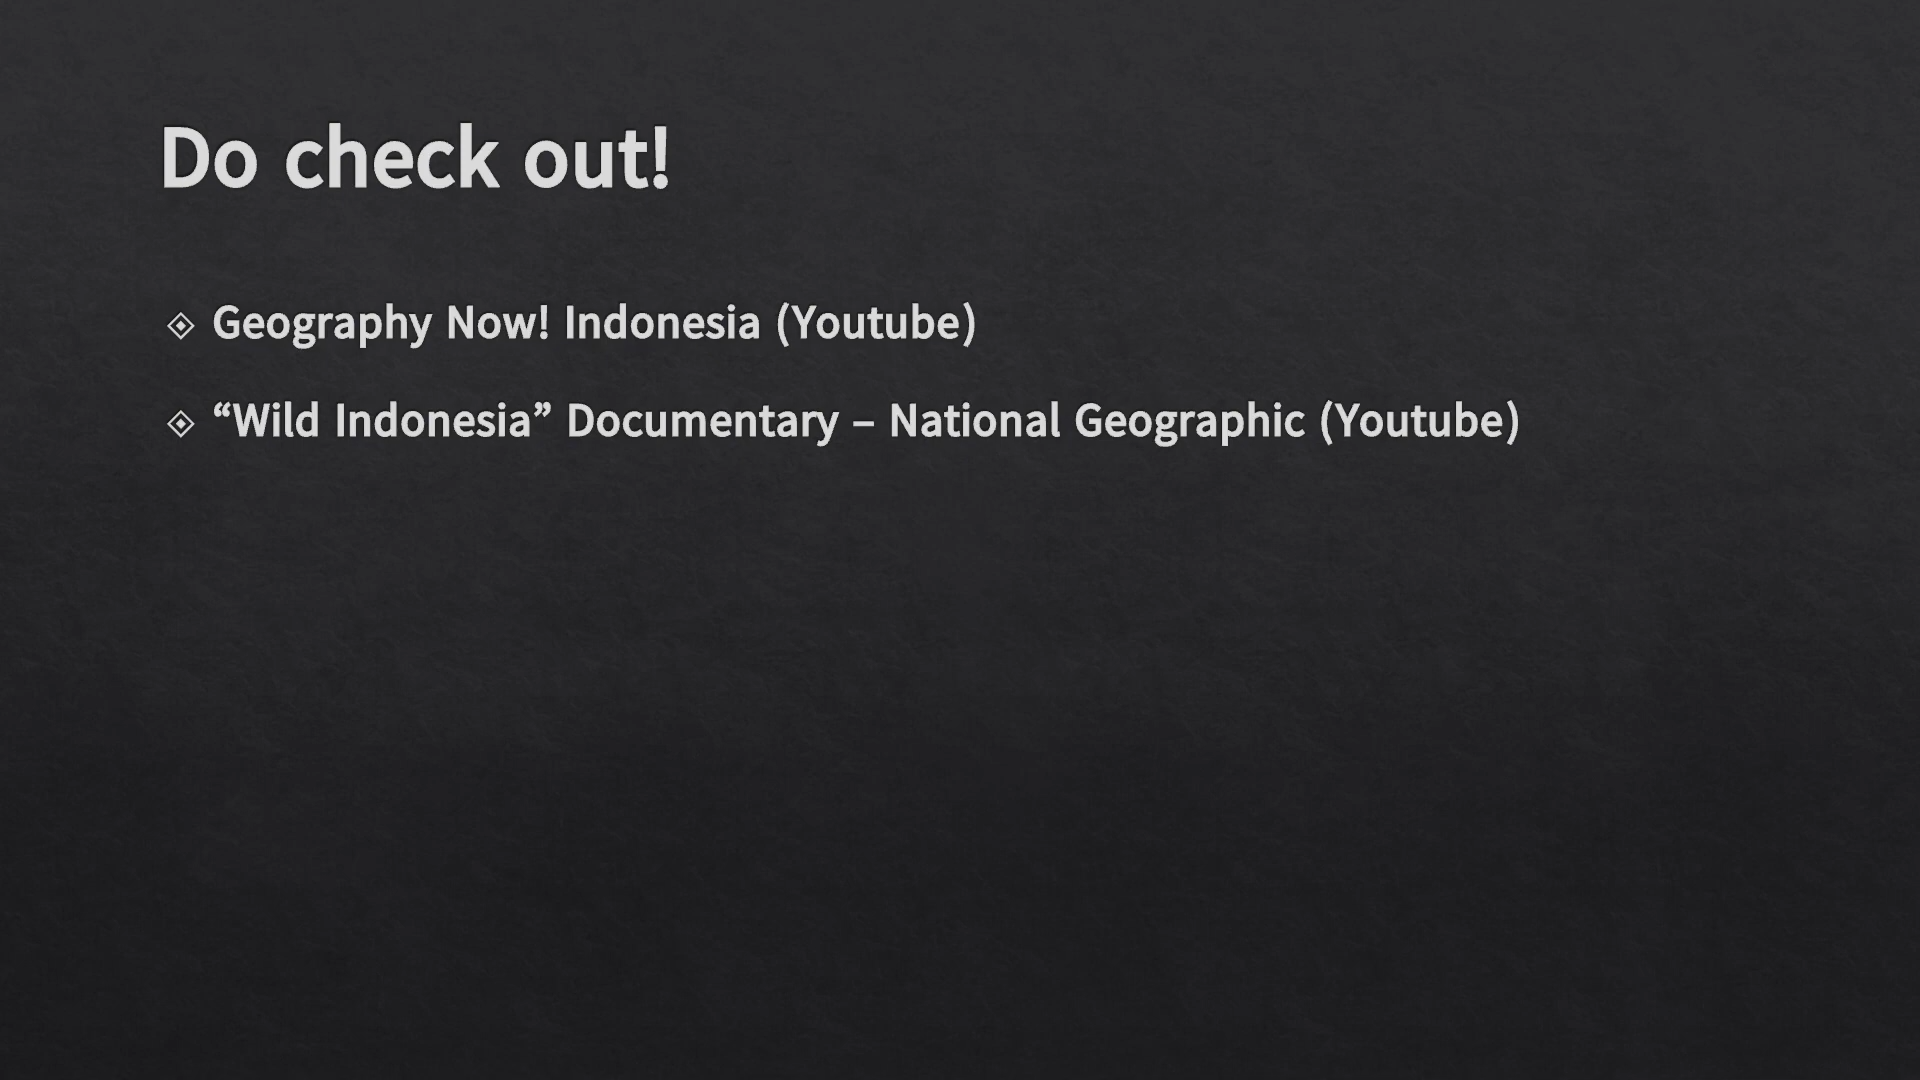 Do check out!
Geography Now! Indonesia (Youtube)
“Wild Indonesia” Documentary – National Geographic (Youtube)